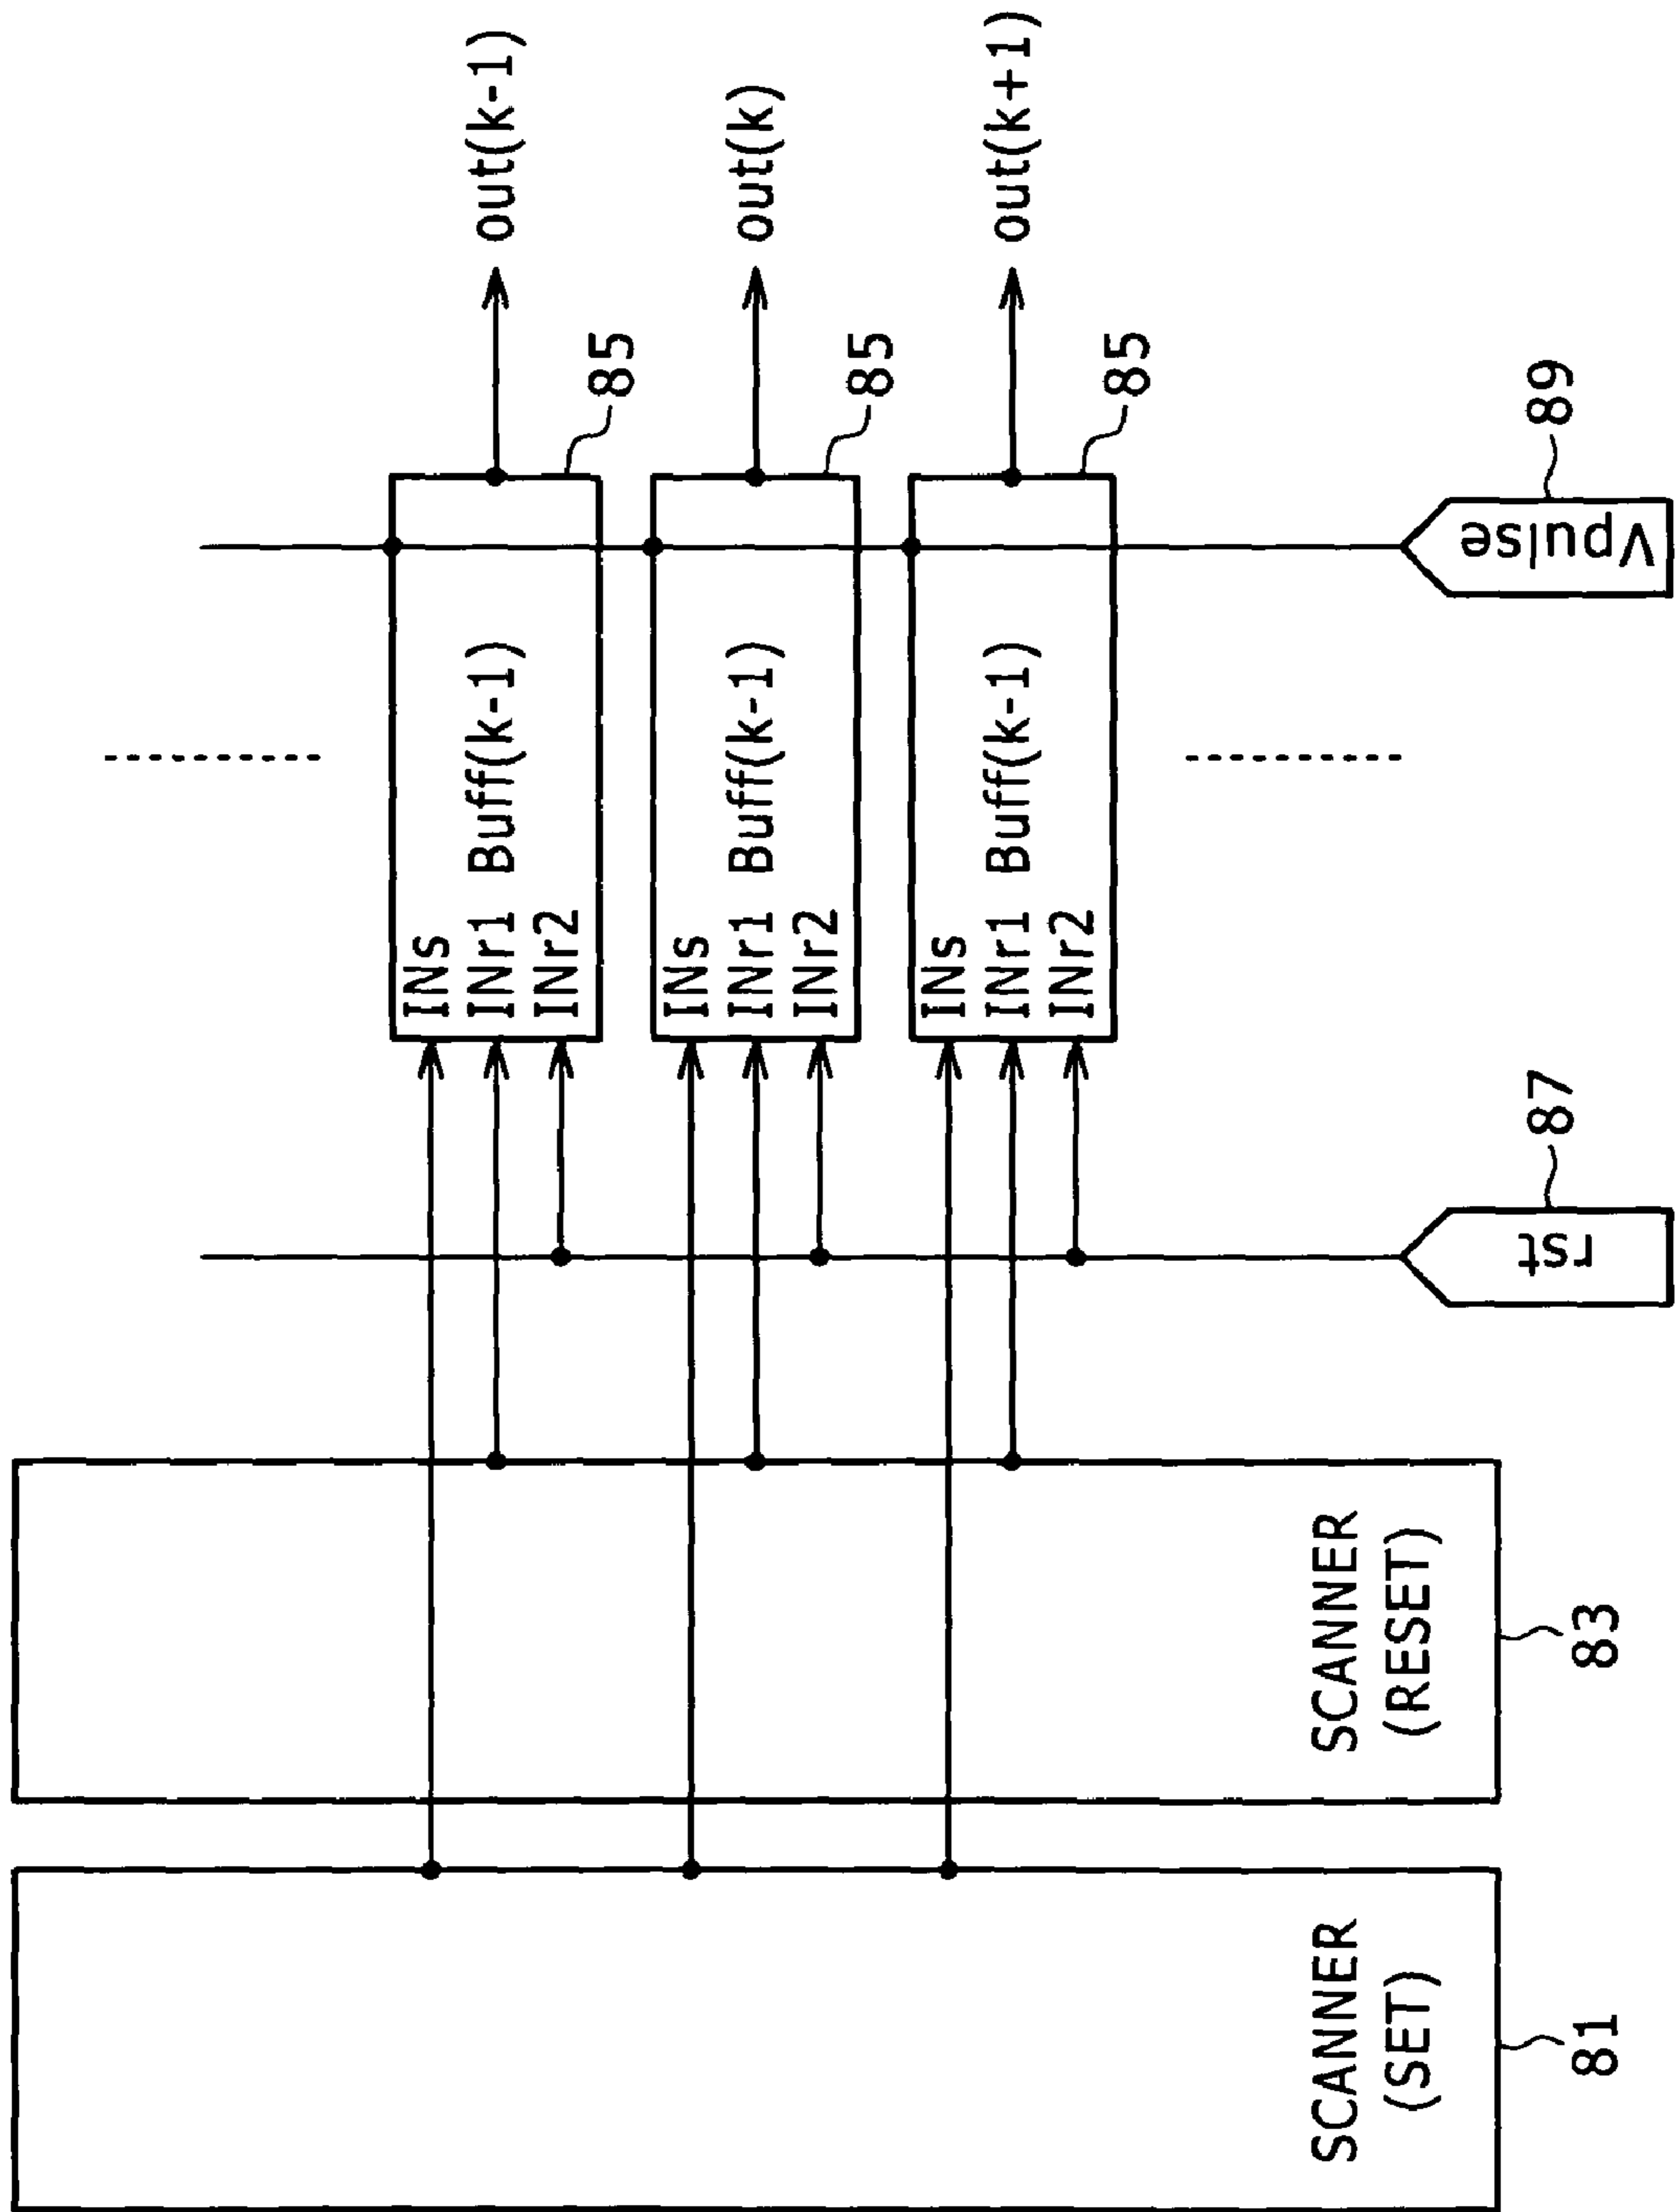 out(k-1)
out(k)
out(k+1)
85
85
85
INs
INr1 Buff(k-1)
INr2
INs
INr1 Buff(k-1)
INr2
INs
INr1 Buff(k-1)
INr2
Vpulse
89
rst
87
SCANNER
(RESET)
83
SCANNER
(SET)
81